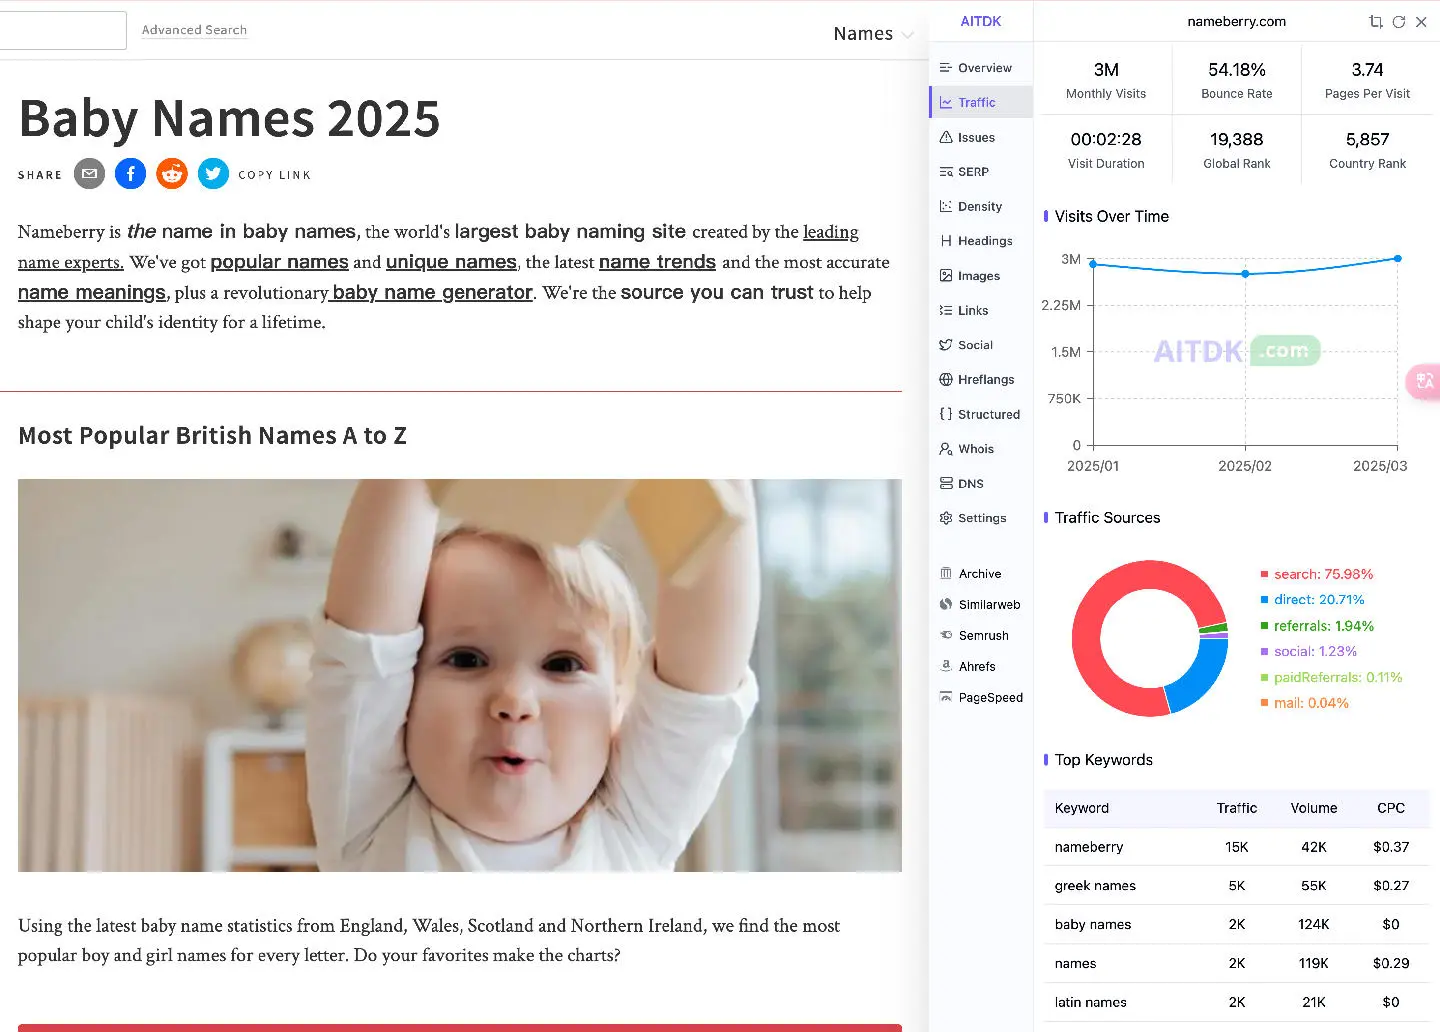 Advanced Search
Names
Baby Names 2025
SHARE
COPY LINK
Nameberry is the name in baby names, the world's largest baby naming site created by the leading
name experts. We've got popular names and unique names, the latest name trends and the most accurate
name meanings, plus a revolutionary baby name generator. We're the source you can trust to help
shape your child's identity for a lifetime.
Most Popular British Names A to Z
Using the latest baby name statistics from England, Wales, Scotland and Northern Ireland, we find the most
popular boy and girl names for every letter. Do your favorites make the charts?
AITDK
Overview
Traffic
Issues
SERP
Density
Headings
Images
Links
Social
Hreflangs
Structured
Whois
DNS
Settings
Archive
Similarweb
Semrush
Ahrefs
PageSpeed
nameberry.com
3M
Monthly Visits
54.18%
Bounce Rate
3.74
Pages Per Visit
00:02:28
Visit Duration
19,388
Global Rank
5,857
Country Rank
Visits Over Time
3M
2.25M
1.5M
750K
0
AITDK .com
2025/01 2025/02 2025/03
Traffic Sources
search: 75.98%
direct: 20.71%
referrals: 1.94%
social: 1.23%
paidReferrals: 0.11%
mail: 0.04%
Top Keywords
Keyword Traffic Volume CPC
nameberry 15K 42K $0.37
greek names 5K 55K $0.27
baby names 2K 124K $0
names 2K 119K $0.29
latin names 2K 21K $0